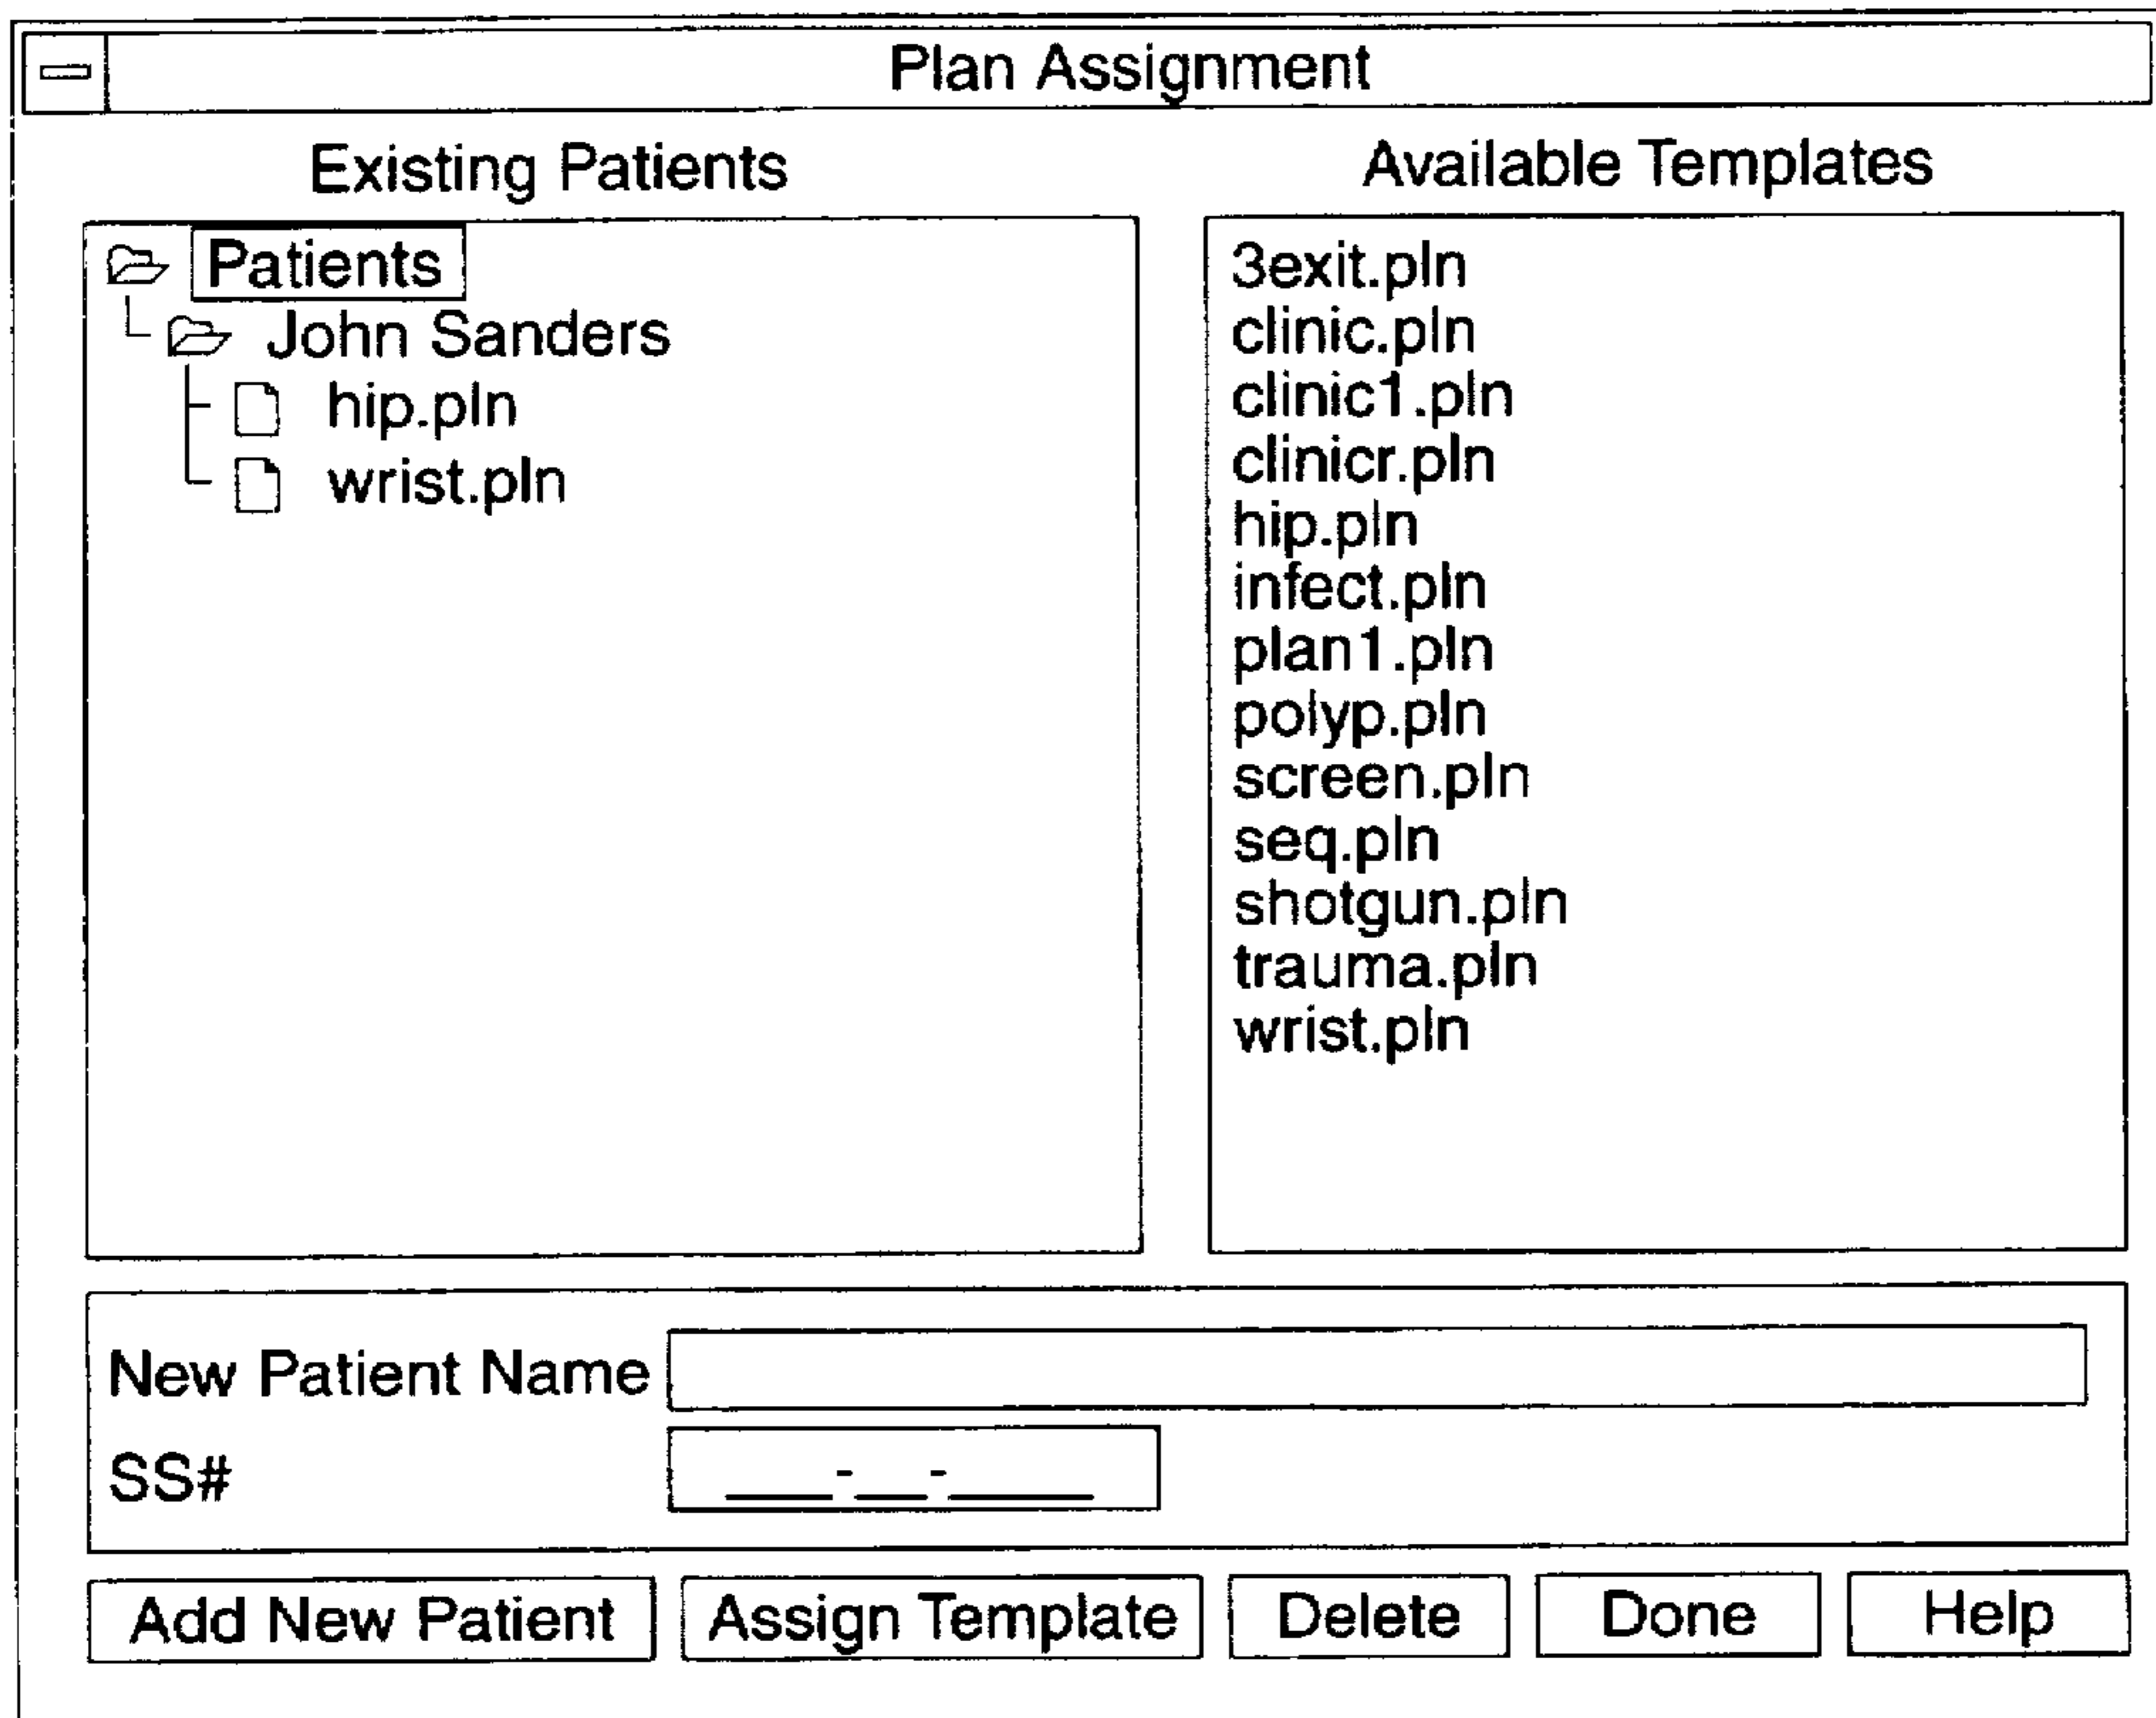 Plan Assignment
Existing Patients
Patients
John Sanders
hip.pln
wrist.pln
Available Templates
3exit.pln
clinic.pln
clinic1.pln
clinicr.pln
hip.pln
infect.pln
plan1.pln
polyp.pln
screen.pln
seq.pln
shotgun.pln
trauma.pln
wrist.pln
New Patient Name
SS# ___-__-____
Add New Patient Assign Template Delete Done Help